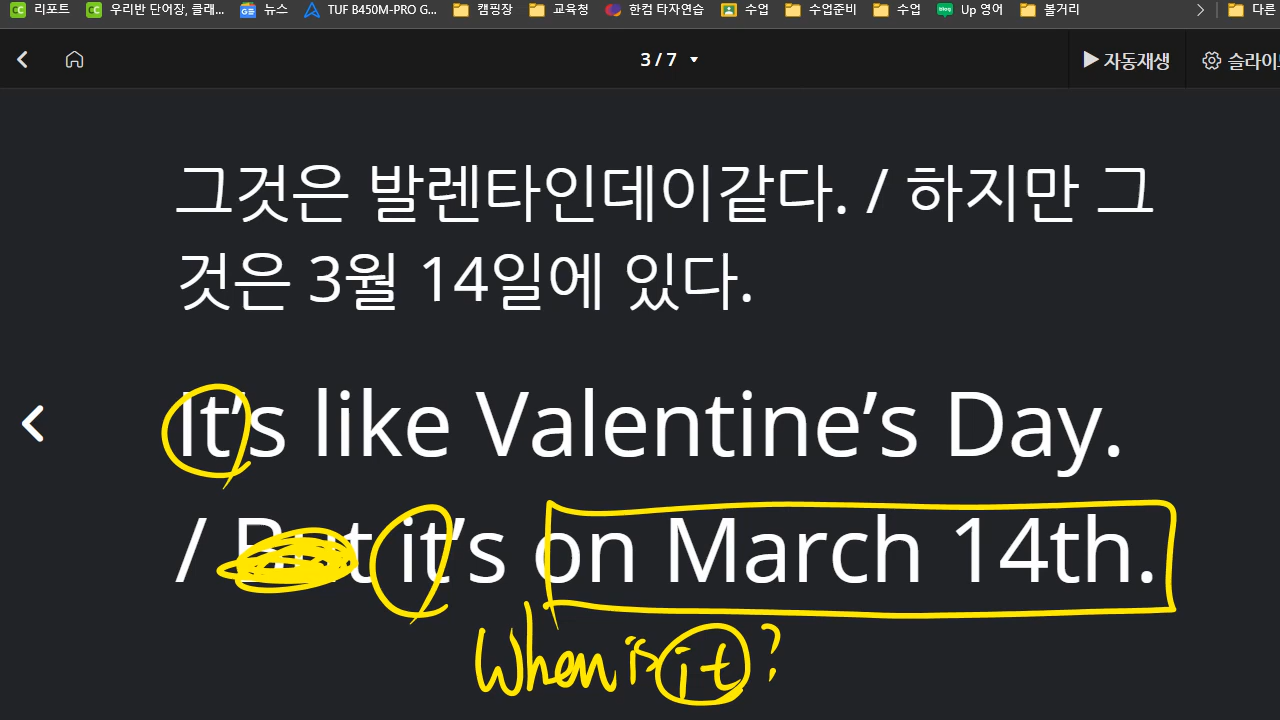 리포트 우리반 단어장, 클래... 뉴스 TUF B450M-PRO G... 캠핑장 교육청 한컴 타자연습 수업 수업준비 수업 Up 영어 볼거리 다른
3 / 7 자동재생 슬라이드
그것은 발렌타인데이같다. / 하지만 그
것은 3월 14일에 있다.
It's like Valentine's Day.
/ But it's on March 14th.
When is it?